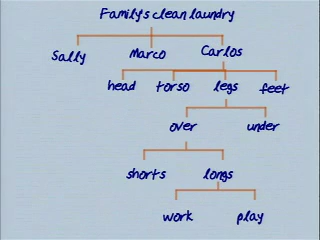 Family's clean laundry
Sally Marco Carlos
head torso legs feet
over under
shorts longs
work play